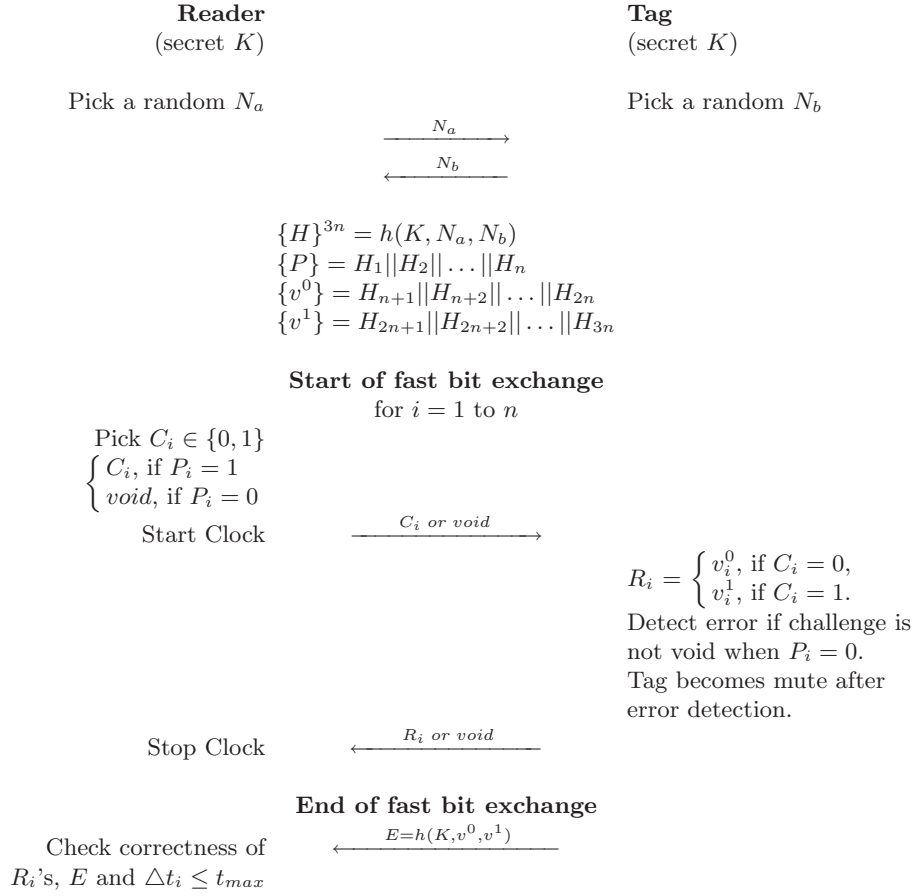 Reader Tag
(secret K) (secret K)
Pick a random N_a Pick a random N_b
N_a
N_b
{H}^{3n} = h(K, N_a, N_b)
{P} = H_1||H_2||...||H_n
{v^0} = H_{n+1}||H_{n+2}||...||H_{2n}
{v^1} = H_{2n+1}||H_{2n+2}||...||H_{3n}
Start of fast bit exchange
for i = 1 to n
Pick C_i ∈ {0,1}
{ C_i, if P_i = 1
void, if P_i = 0
Start Clock C_i or void
R_i = { v_i^0, if C_i = 0,
v_i^1, if C_i = 1.
Detect error if challenge is
not void when P_i = 0.
Tag becomes mute after
error detection.
Stop Clock R_i or void
End of fast bit exchange
E=h(K,v^0,v^1)
Check correctness of
R_i's, E and △t_i ≤ t_{max}